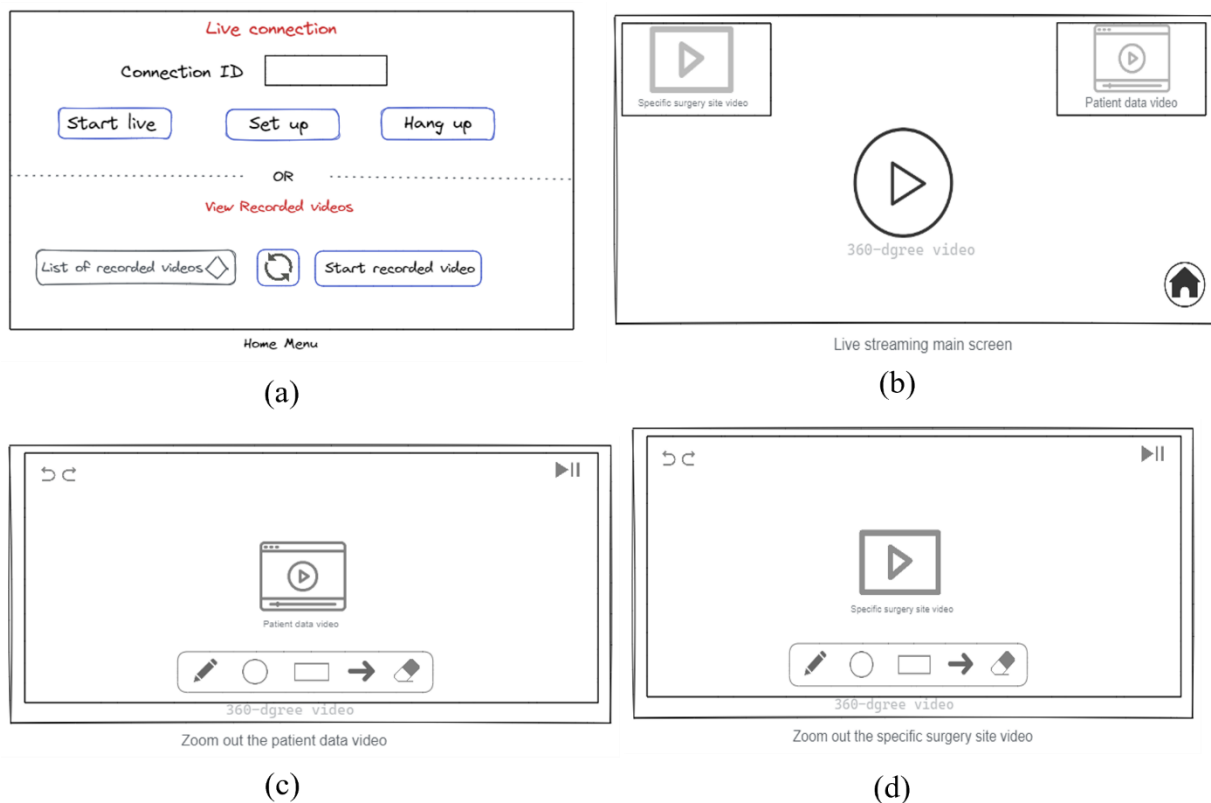 Live connection
Connection ID
Start live
Set up
Hang up
OR
View Recorded videos
List of recorded videos
Start recorded video
Home Menu
(a)
Specific surgery site video
Patient data video
360-dgree video
Live streaming main screen
(b)
Patient data video
360-dgree video
Zoom out the patient data video
(c)
Specific surgery site video
360-dgree video
Zoom out the specific surgery site video
(d)